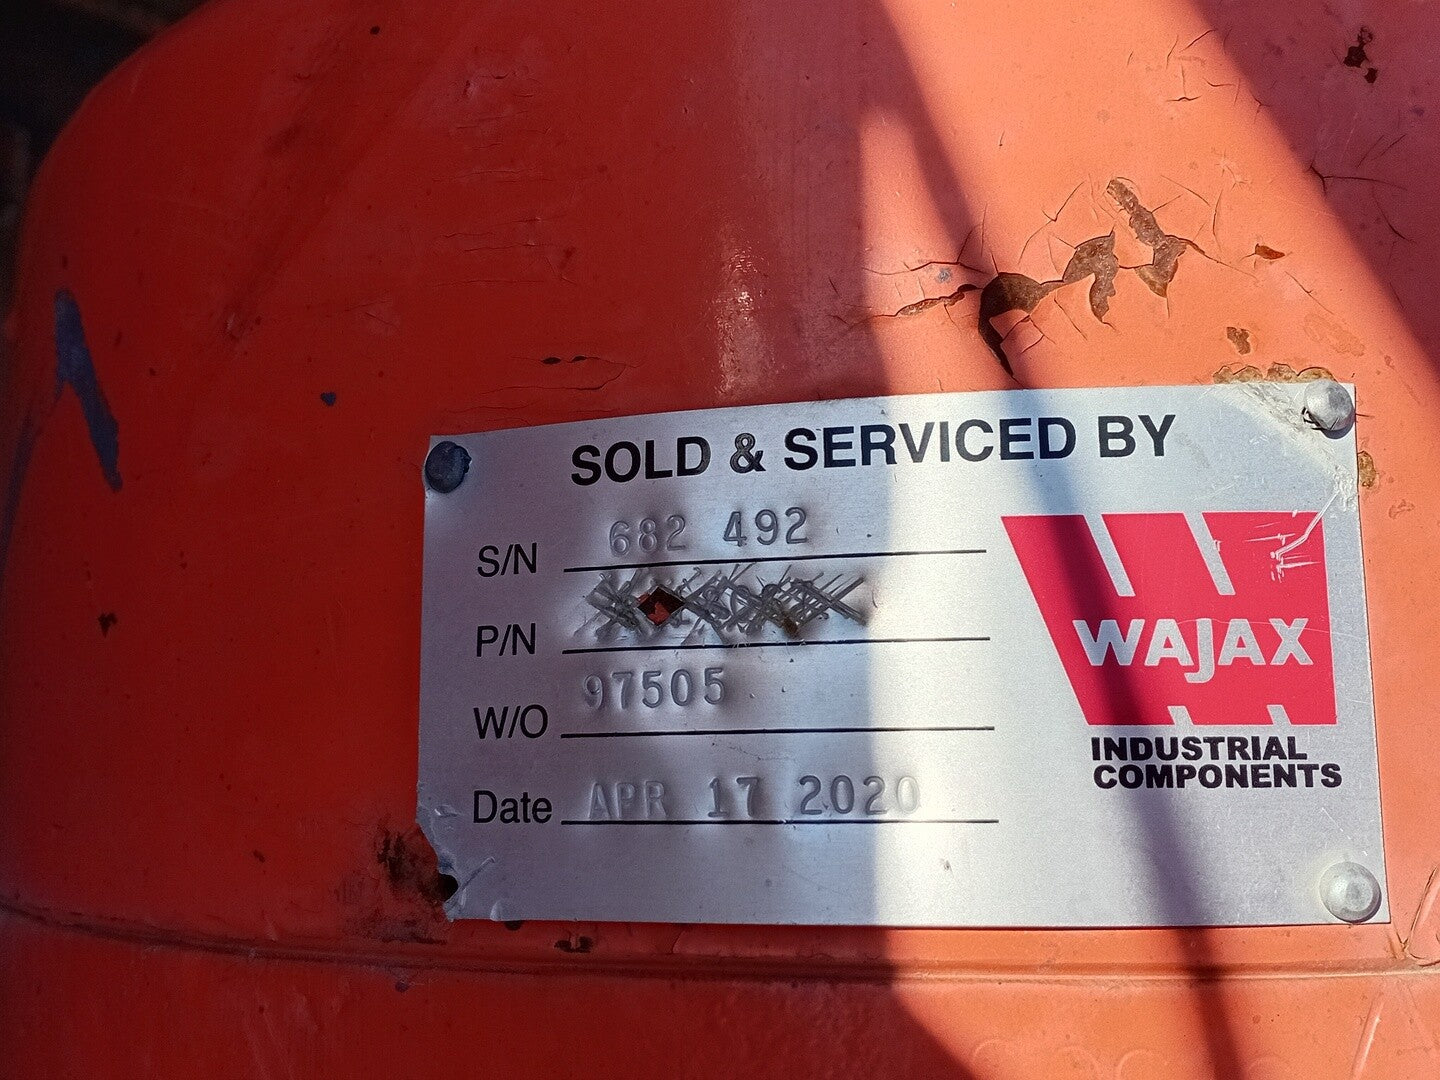 SOLD & SERVICED BY
S/N 682 492
P/N
W/O 97505
Date APR 17 2020
WAJAX
INDUSTRIAL
COMPONENTS